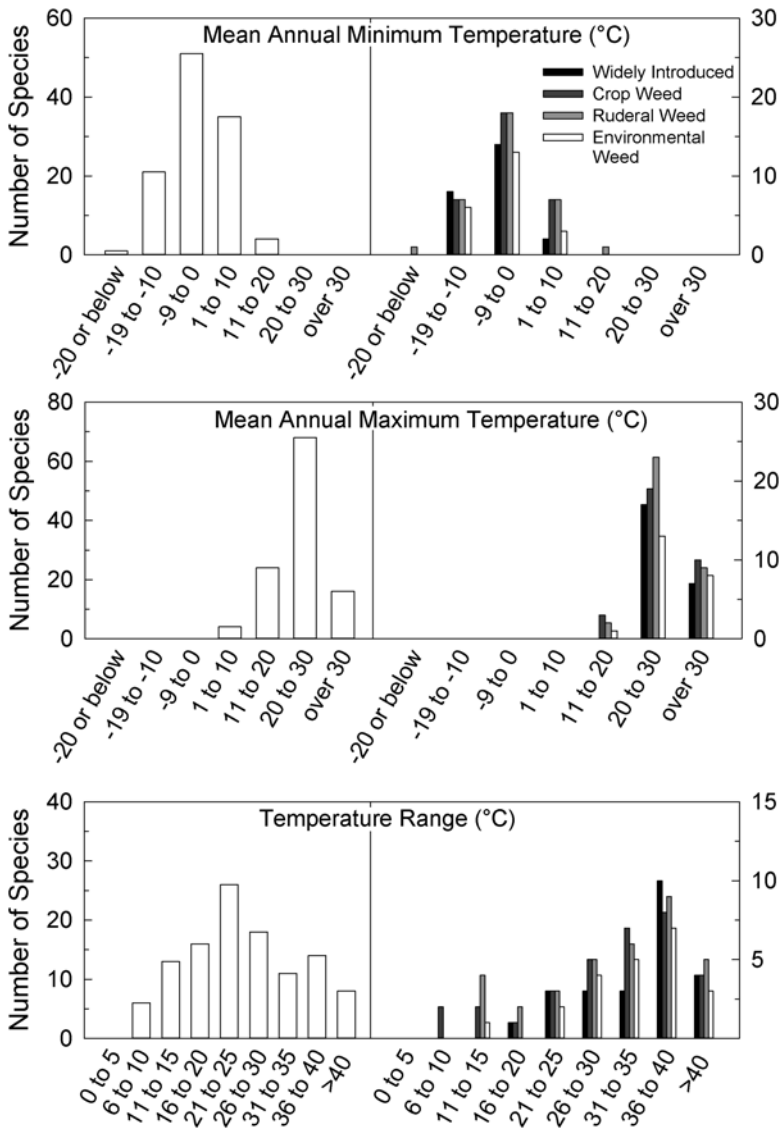 Mean Annual Minimum Temperature (°C)
Number of Species
60
40
20
0
30
20
10
0
Widely Introduced
Crop Weed
Ruderal Weed
Environmental
Weed
-20 or below
-19 to -10
-9 to 0
1 to 10
11 to 20
20 to 30
over 30
-20 or below
-19 to -10
-9 to 0
1 to 10
11 to 20
20 to 30
over 30
Mean Annual Maximum Temperature (°C)
Number of Species
80
60
40
20
0
30
20
10
0
-20 or below
-19 to -10
-9 to 0
1 to 10
11 to 20
20 to 30
over 30
-20 or below
-19 to -10
-9 to 0
1 to 10
11 to 20
20 to 30
over 30
Temperature Range (°C)
Number of Species
40
30
20
10
0
15
10
5
0 to 5
6 to 10
11 to 15
16 to 20
21 to 25
26 to 30
31 to 35
36 to 40
>40
0 to 5
6 to 10
11 to 15
16 to 20
21 to 25
26 to 30
31 to 35
36 to 40
>40